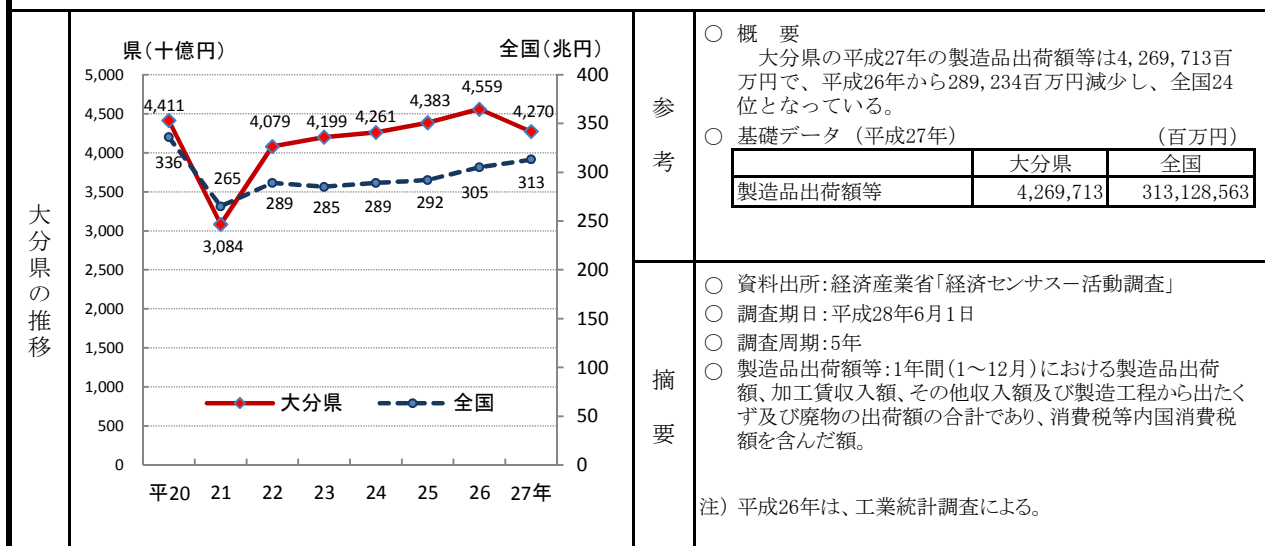 大分県の推移
県（十億円）
全国（兆円）
5,000
4,500
4,000
3,500
3,000
2,500
2,000
1,500
1,000
500
0
400
350
300
250
200
150
100
50
0
4,411
3,084
4,079
4,199
4,261
4,383
4,559
4,270
336
265
289
285
289
292
305
313
大分県
全国
平20 21 22 23 24 25 26 27年
参考
○ 概　要
大分県の平成27年の製造品出荷額等は4,269,713百
万円で、平成26年から289,234百万円減少し、全国24
位となっている。
○ 基礎データ（平成27年） （百万円）
大分県 全国
製造品出荷額等 4,269,713 313,128,563
摘要
○ 資料出所：経済産業省「経済センサス－活動調査」
○ 調査期日：平成28年6月1日
○ 調査周期：5年
○ 製造品出荷額等：1年間（1～12月）における製造品出荷
額、加工賃収入額、その他収入額及び製造工程から出たく
ず及び廃物の出荷額の合計であり、消費税等内国消費税
額を含んだ額。
注）平成26年は、工業統計調査による。